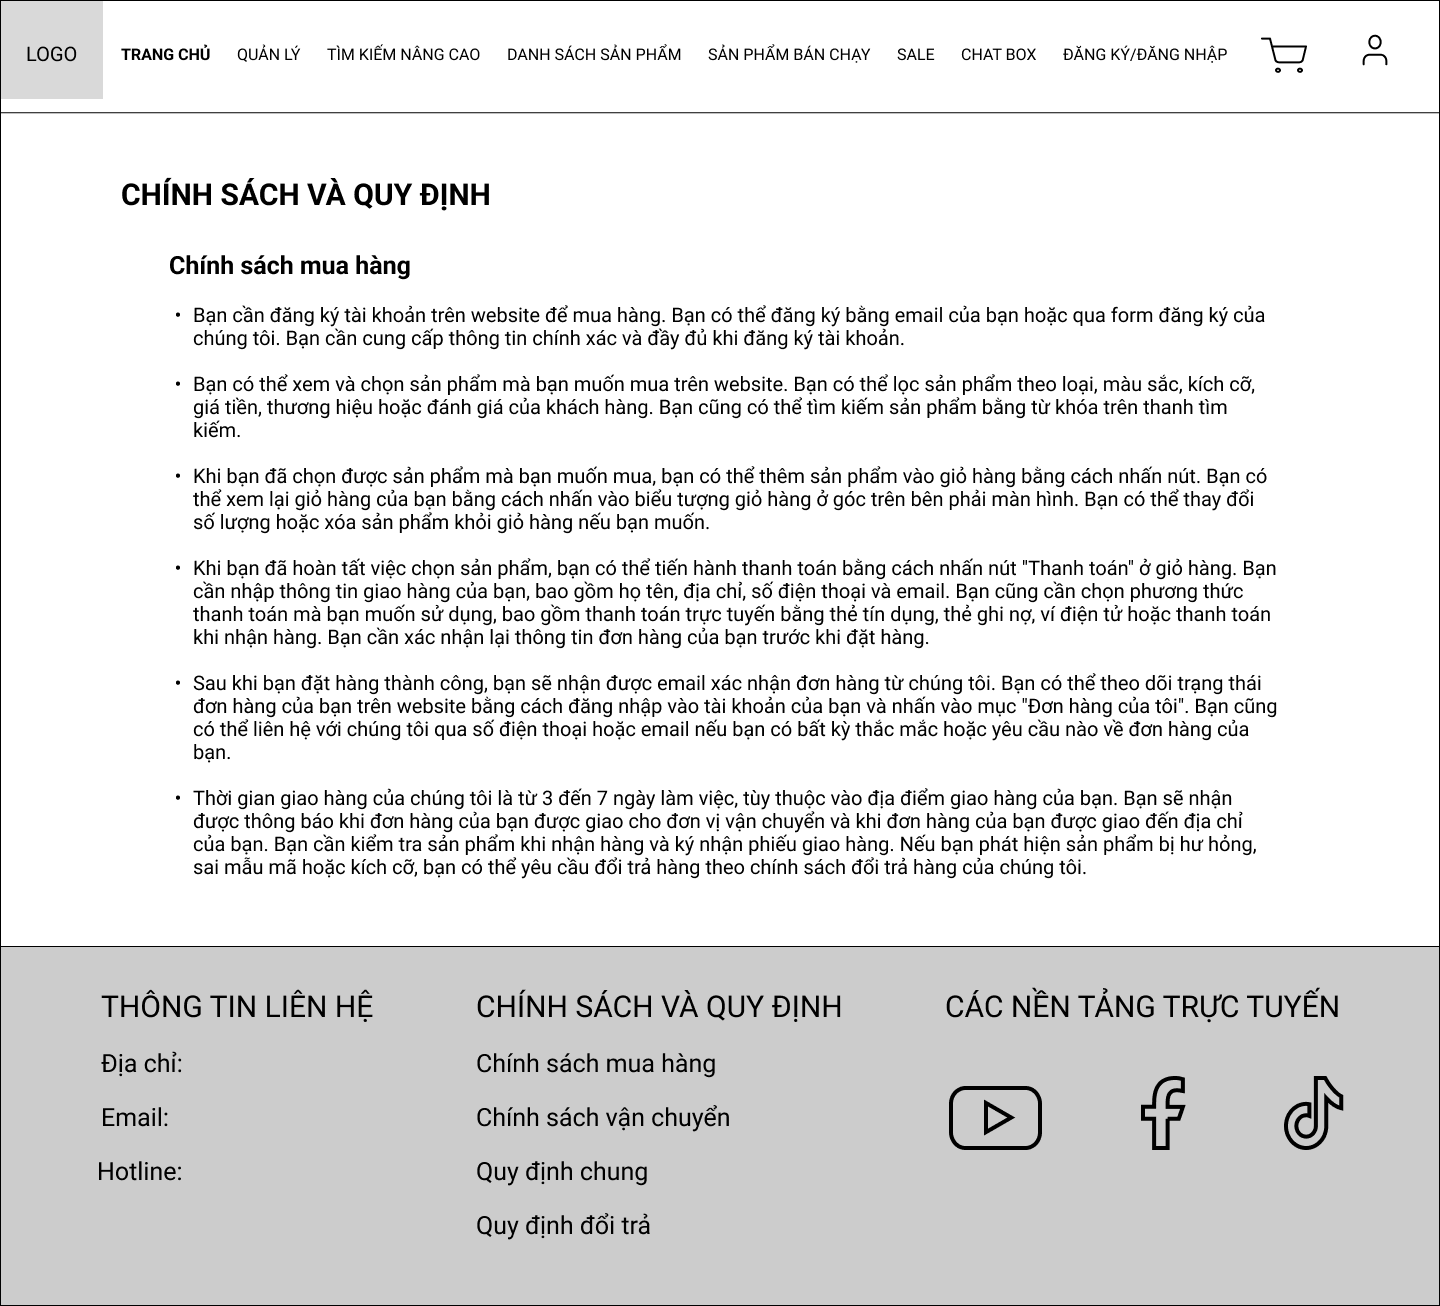 LOGO
TRANG CHỦ QUẢN LÝ TÌM KIẾM NÂNG CAO DANH SÁCH SẢN PHẨM SẢN PHẨM BÁN CHẠY SALE CHAT BOX ĐĂNG KÝ/ĐĂNG NHẬP
CHÍNH SÁCH VÀ QUY ĐỊNH
Chính sách mua hàng
• Bạn cần đăng ký tài khoản trên website để mua hàng. Bạn có thể đăng ký bằng email của bạn hoặc qua form đăng ký của
chúng tôi. Bạn cần cung cấp thông tin chính xác và đầy đủ khi đăng ký tài khoản.
• Bạn có thể xem và chọn sản phẩm mà bạn muốn mua trên website. Bạn có thể lọc sản phẩm theo loại, màu sắc, kích cỡ,
giá tiền, thương hiệu hoặc đánh giá của khách hàng. Bạn cũng có thể tìm kiếm sản phẩm bằng từ khóa trên thanh tìm
kiếm.
• Khi bạn đã chọn được sản phẩm mà bạn muốn mua, bạn có thể thêm sản phẩm vào giỏ hàng bằng cách nhấn nút. Bạn có
thể xem lại giỏ hàng của bạn bằng cách nhấn vào biểu tượng giỏ hàng ở góc trên bên phải màn hình. Bạn có thể thay đổi
số lượng hoặc xóa sản phẩm khỏi giỏ hàng nếu bạn muốn.
• Khi bạn đã hoàn tất việc chọn sản phẩm, bạn có thể tiến hành thanh toán bằng cách nhấn nút "Thanh toán" ở giỏ hàng. Bạn
cần nhập thông tin giao hàng của bạn, bao gồm họ tên, địa chỉ, số điện thoại và email. Bạn cũng cần chọn phương thức
thanh toán mà bạn muốn sử dụng, bao gồm thanh toán trực tuyến bằng thẻ tín dụng, thẻ ghi nợ, ví điện tử hoặc thanh toán
khi nhận hàng. Bạn cần xác nhận lại thông tin đơn hàng của bạn trước khi đặt hàng.
• Sau khi bạn đặt hàng thành công, bạn sẽ nhận được email xác nhận đơn hàng từ chúng tôi. Bạn có thể theo dõi trạng thái
đơn hàng của bạn trên website bằng cách đăng nhập vào tài khoản của bạn và nhấn vào mục "Đơn hàng của tôi". Bạn cũng
có thể liên hệ với chúng tôi qua số điện thoại hoặc email nếu bạn có bất kỳ thắc mắc hoặc yêu cầu nào về đơn hàng của
bạn.
• Thời gian giao hàng của chúng tôi là từ 3 đến 7 ngày làm việc, tùy thuộc vào địa điểm giao hàng của bạn. Bạn sẽ nhận
được thông báo khi đơn hàng của bạn được giao cho đơn vị vận chuyển và khi đơn hàng của bạn được giao đến địa chỉ
của bạn. Bạn cần kiểm tra sản phẩm khi nhận hàng và ký nhận phiếu giao hàng. Nếu bạn phát hiện sản phẩm bị hư hỏng,
sai mẫu mã hoặc kích cỡ, bạn có thể yêu cầu đổi trả hàng theo chính sách đổi trả hàng của chúng tôi.
THÔNG TIN LIÊN HỆ
Địa chỉ:
Email:
Hotline:
CHÍNH SÁCH VÀ QUY ĐỊNH
Chính sách mua hàng
Chính sách vận chuyển
Quy định chung
Quy định đổi trả
CÁC NỀN TẢNG TRỰC TUYẾN